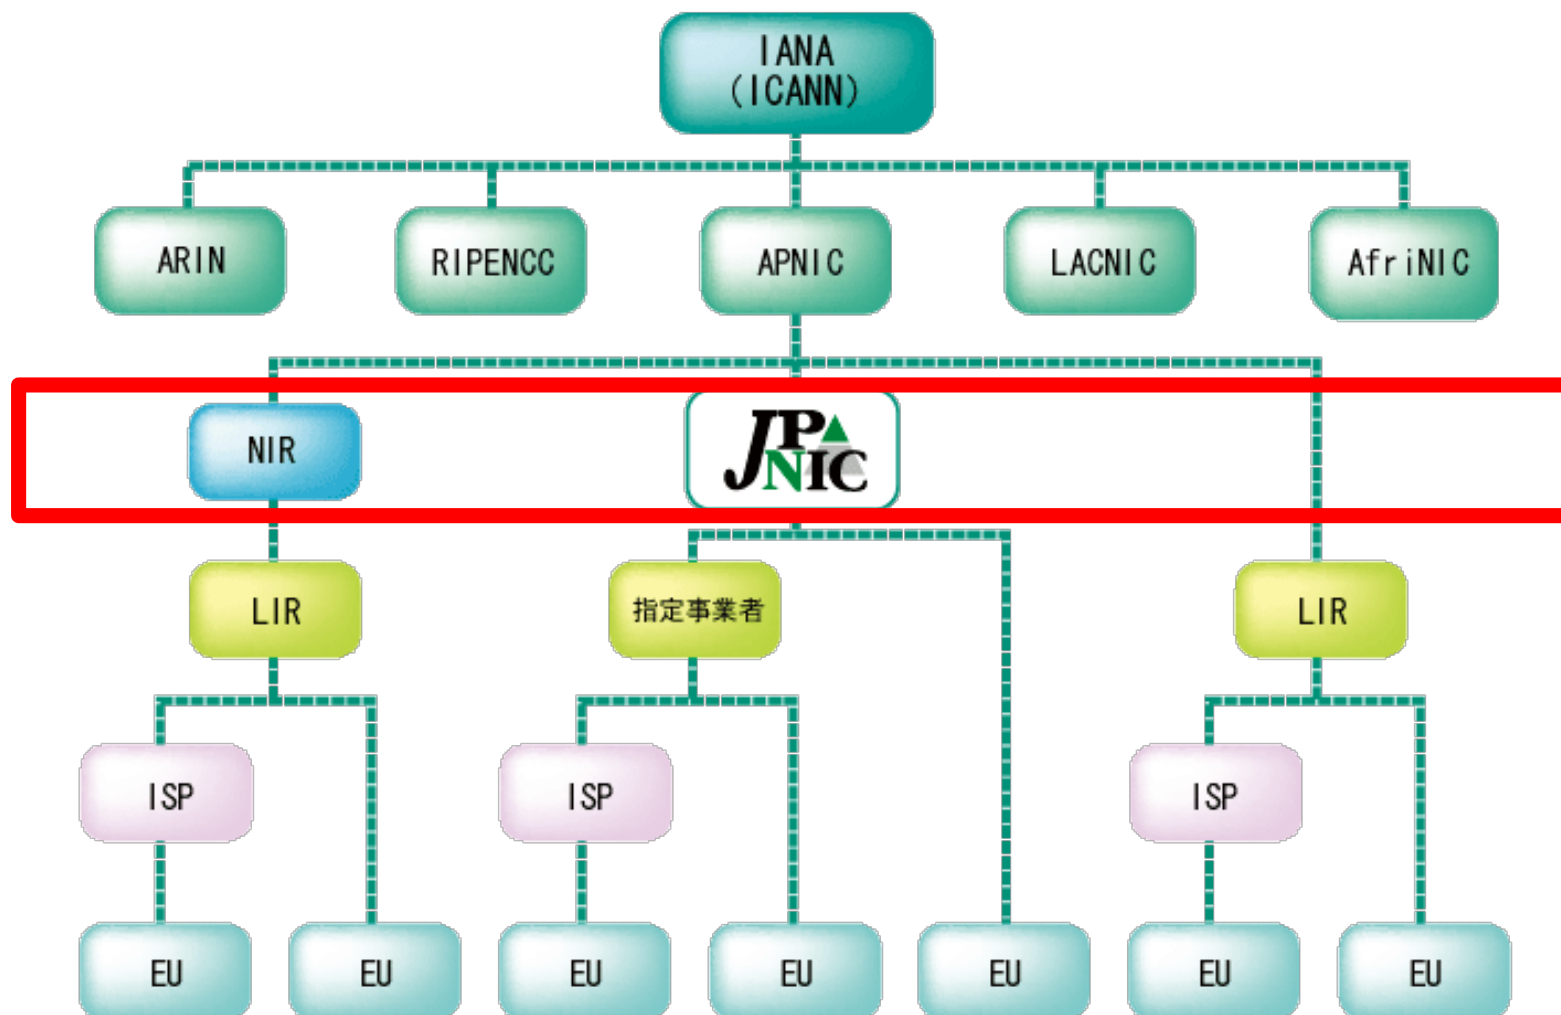 IANA
(ICANN)
ARIN
RIPENCC
APNIC
LACNIC
AfriNIC
NIR
JPNIC
LIR
指定事業者
LIR
ISP
ISP
ISP
EU
EU
EU
EU
EU
EU
EU